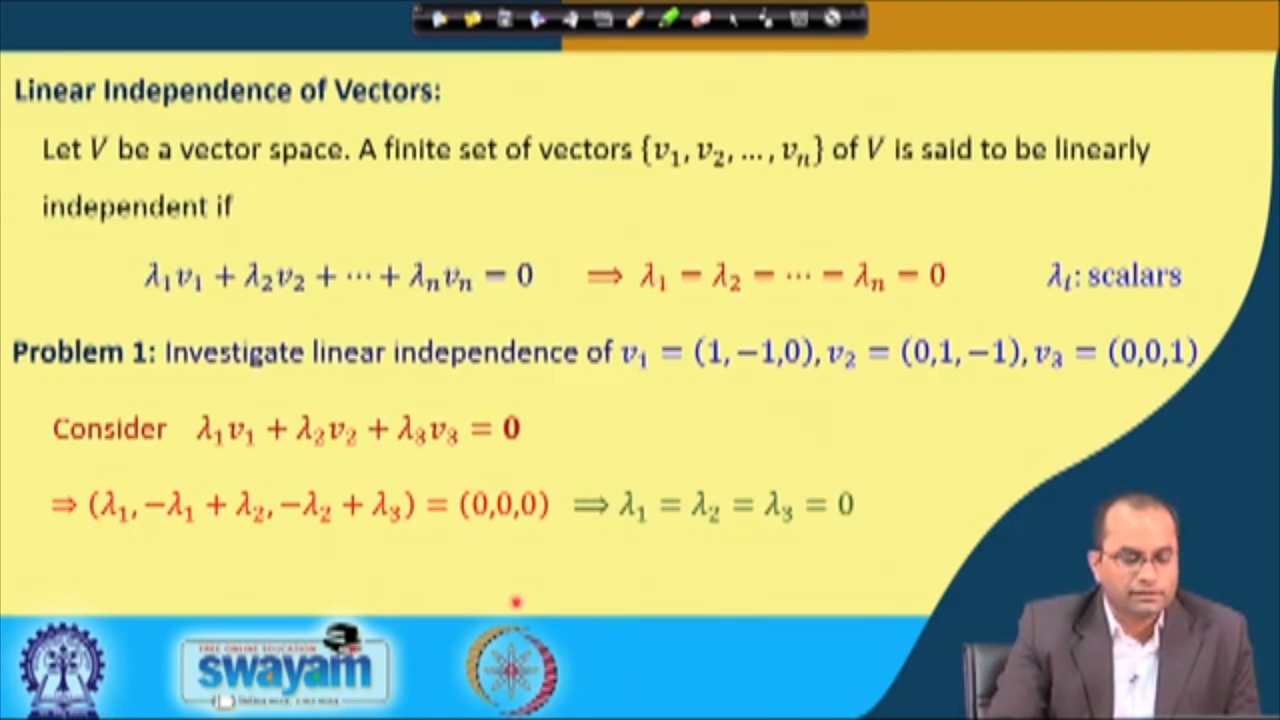 Linear Independence of Vectors:
Let V be a vector space. A finite set of vectors {v₁, v₂, …, vₙ} of V is said to be linearly
independent if
λ₁v₁ + λ₂v₂ + ⋯ + λₙvₙ = 0 ⟹ λ₁ = λ₂ = ⋯ = λₙ = 0 λᵢ: scalars
Problem 1: Investigate linear independence of v₁ = (1, −1,0), v₂ = (0,1, −1), v₃ = (0,0,1)
Consider λ₁v₁ + λ₂v₂ + λ₃v₃ = 0
⇒ (λ₁, −λ₁ + λ₂, −λ₂ + λ₃) = (0,0,0) ⟹ λ₁ = λ₂ = λ₃ = 0
FREE ONLINE EDUCATION
swayam